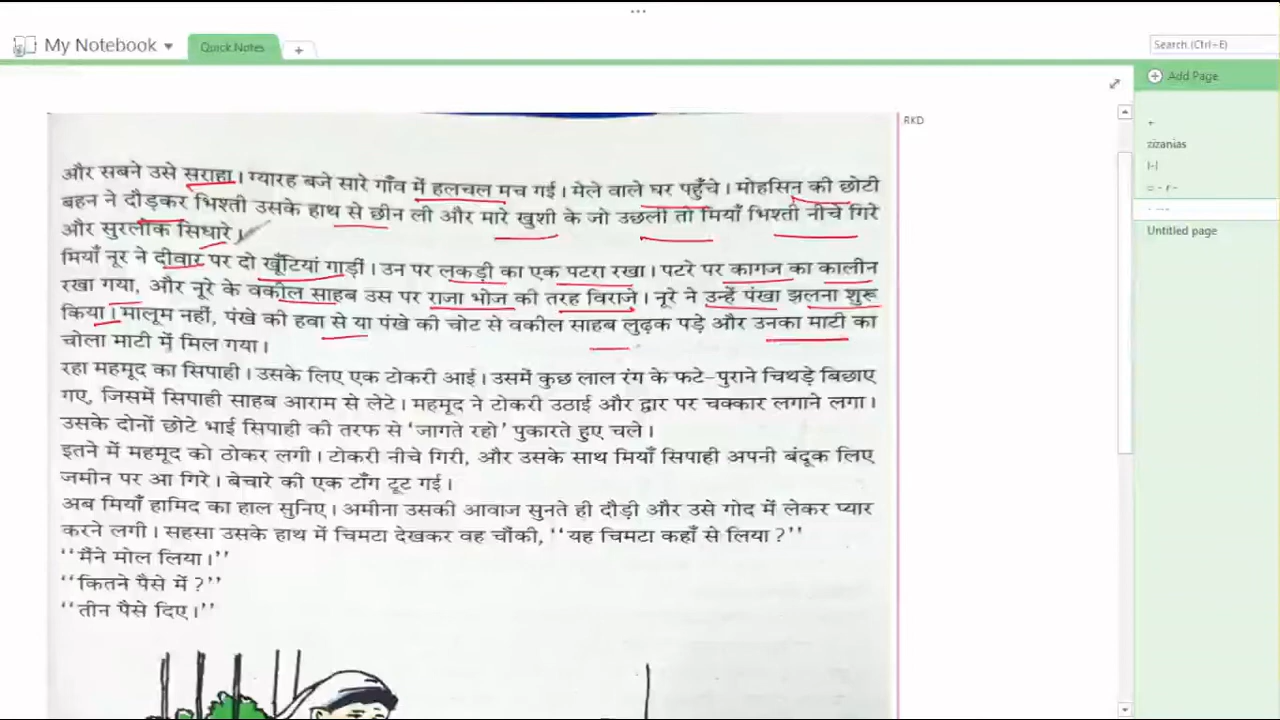 ...
My Notebook
Quick Notes
+
Search (Ctrl+E)
Add Page
RKD
+
zizanias
Untitled page
और सबने उसे सराहा। ग्यारह बजे सारे गाँव में हलचल मच गई। मेले वाले घर पहुँचे। मोहसिन की छोटी
बहन ने दौड़कर भिश्ती उसके हाथ से छीन ली और मारे खुशी के जो उछली तो मियाँ भिश्ती नीचे गिरे
और सुरलोक सिधारे।
मियाँ नूर ने दीवार पर दो खूँटियां गाड़ीं। उन पर लकड़ी का एक पटरा रखा। पटरे पर कागज का कालीन
रखा गया, और नूरे के वकील साहब उस पर राजा भोज की तरह विराजे। नूरे ने उन्हें पंखा झलना शुरू
किया। मालूम नहीं, पंखे की हवा से या पंखे की चोट से वकील साहब लुढ़क पड़े और उनका माटी का
चोला माटी में मिल गया।
रहा महमूद का सिपाही। उसके लिए एक टोकरी आई। उसमें कुछ लाल रंग के फटे-पुराने चिथड़े बिछाए
गए, जिसमें सिपाही साहब आराम से लेटे। महमूद ने टोकरी उठाई और द्वार पर चक्कार लगाने लगा।
उसके दोनों छोटे भाई सिपाही की तरफ से ‘जागते रहो’ पुकारते हुए चले।
इतने में महमूद को ठोकर लगी। टोकरी नीचे गिरी, और उसके साथ मियाँ सिपाही अपनी बंदूक लिए
जमीन पर आ गिरे। बेचारे की एक टाँग टूट गई।
अब मियाँ हामिद का हाल सुनिए। अमीना उसकी आवाज सुनते ही दौड़ी और उसे गोद में लेकर प्यार
करने लगी। सहसा उसके हाथ में चिमटा देखकर वह चौंकी, ‘‘यह चिमटा कहाँ से लिया ?’’
‘‘मैंने मोल लिया।’’
‘‘कितने पैसे में ?’’
‘‘तीन पैसे दिए।’’